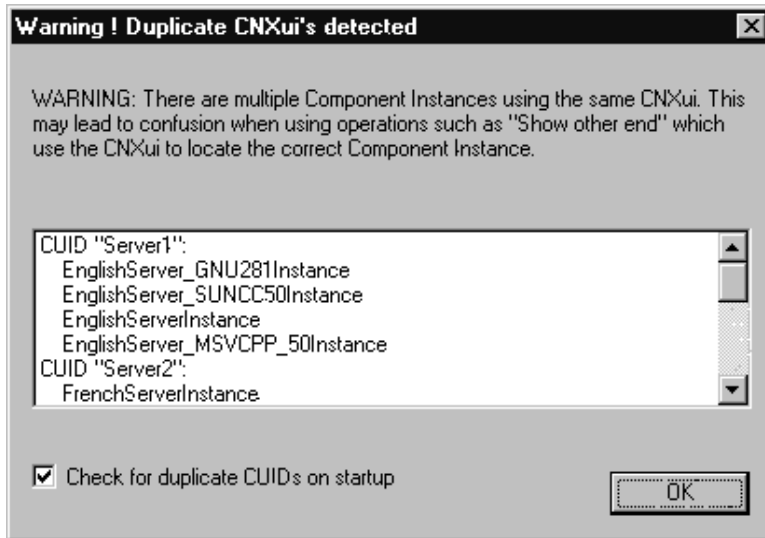 Warning ! Duplicate CNXui's detected
WARNING: There are multiple Component Instances using the same CNXui. This
may lead to confusion when using operations such as "Show other end" which
use the CNXui to locate the correct Component Instance.
CUID "Server1":
EnglishServer_GNU281Instance
EnglishServer_SUNCC50Instance
EnglishServerInstance
EnglishServer_MSVCPP_50Instance
CUID "Server2":
FrenchServerInstance
Check for duplicate CUIDs on startup
OK